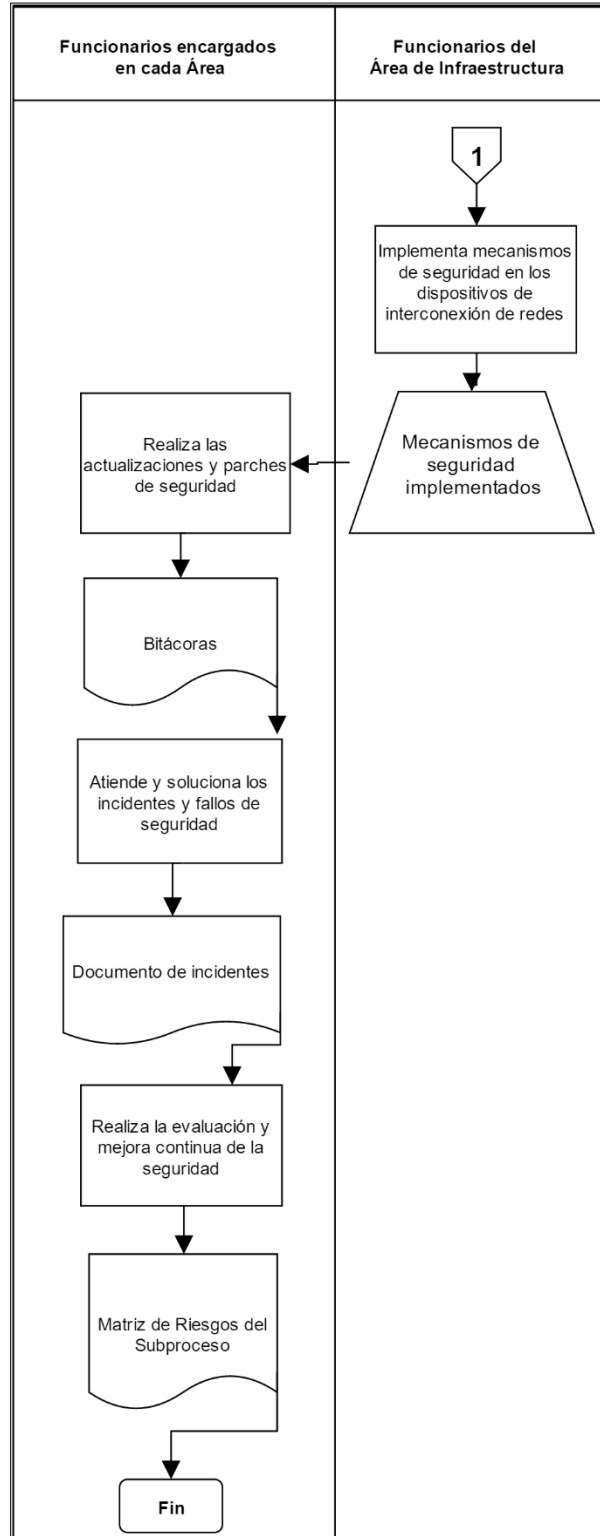 Funcionarios encargados
en cada Área
Funcionarios del
Área de Infraestructura
1
Implementa mecanismos
de seguridad en los
dispositivos de
interconexión de redes
Mecanismos de
seguridad
implementados
Realiza las
actualizaciones y parches
de seguridad
Bitácoras
Atiende y soluciona los
incidentes y fallos de
seguridad
Documento de incidentes
Realiza la evaluación y
mejora continua de la
seguridad
Matriz de Riesgos del
Subproceso
Fin